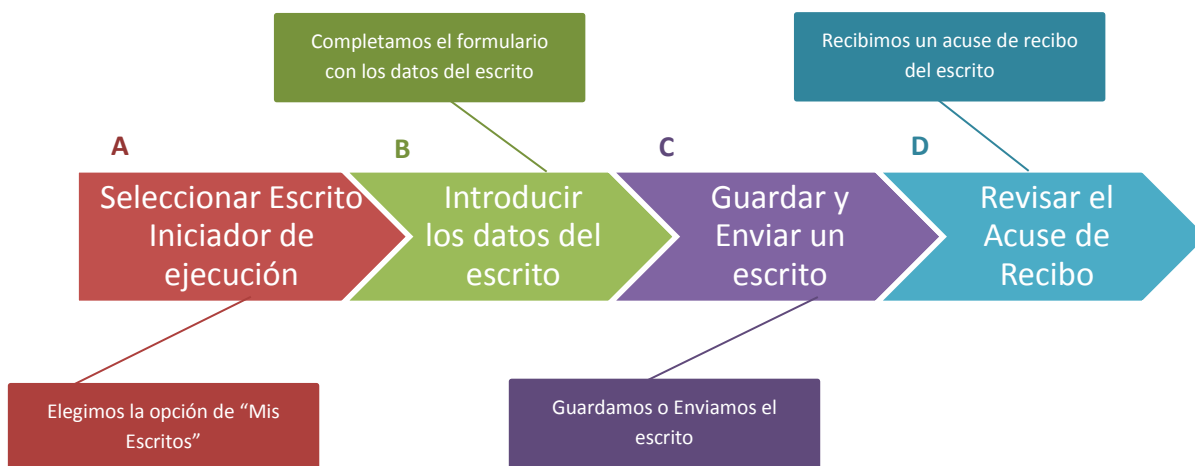 Completamos el formulario
con los datos del escrito
Recibimos un acuse de recibo
del escrito
A
B
C
D
Seleccionar Escrito
Iniciador de
ejecución
Introducir
los datos del
escrito
Guardar y
Enviar un
escrito
Revisar el
Acuse de
Recibo
Elegimos la opción de “Mis
Escritos”
Guardamos o Enviamos el
escrito